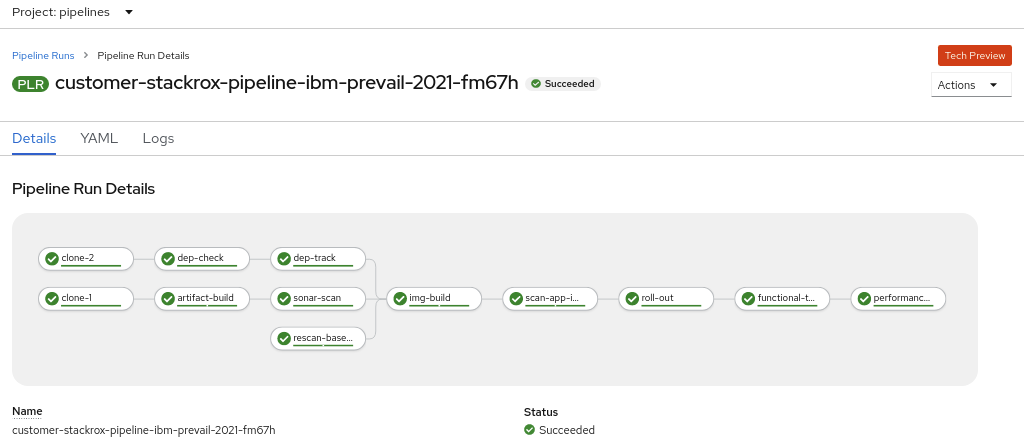 Project: pipelines
Pipeline Runs > Pipeline Run Details
Tech Preview
PLR customer-stackrox-pipeline-ibm-prevail-2021-fm67h Succeeded
Actions
Details YAML Logs
Pipeline Run Details
clone-2 dep-check dep-track
clone-1 artifact-build sonar-scan img-build scan-app-i... roll-out functional-t... performanc...
rescan-base...
Name Status
customer-stackrox-pipeline-ibm-prevail-2021-fm67h Succeeded